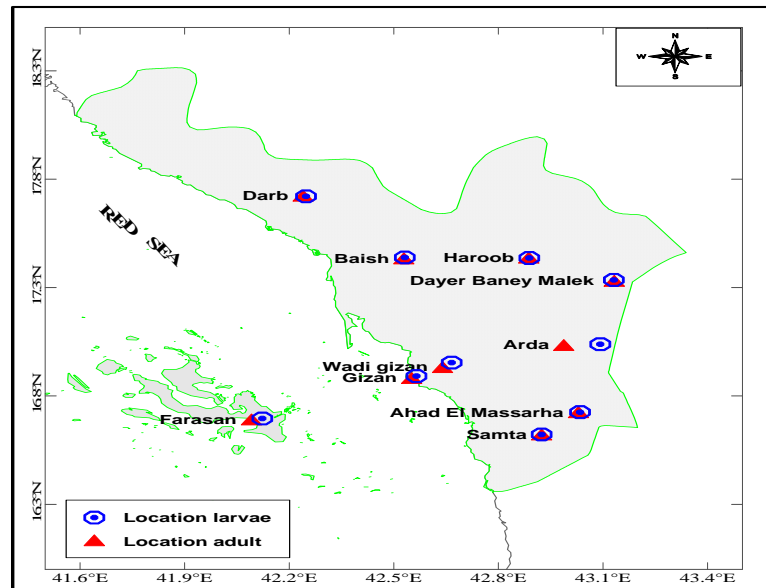 N
W E
S
18.3°N
17.8°N
17.3°N
16.8°N
16.3°N
RED SEA
Darb
Baish
Haroob
Dayer Baney Malek
Arda
Wadi gizan
Gizan
Ahad El Massarha
Farasan
Samta
Location larvae
Location adult
41.6°E 41.9°E 42.2°E 42.5°E 42.8°E 43.1°E 43.4°E